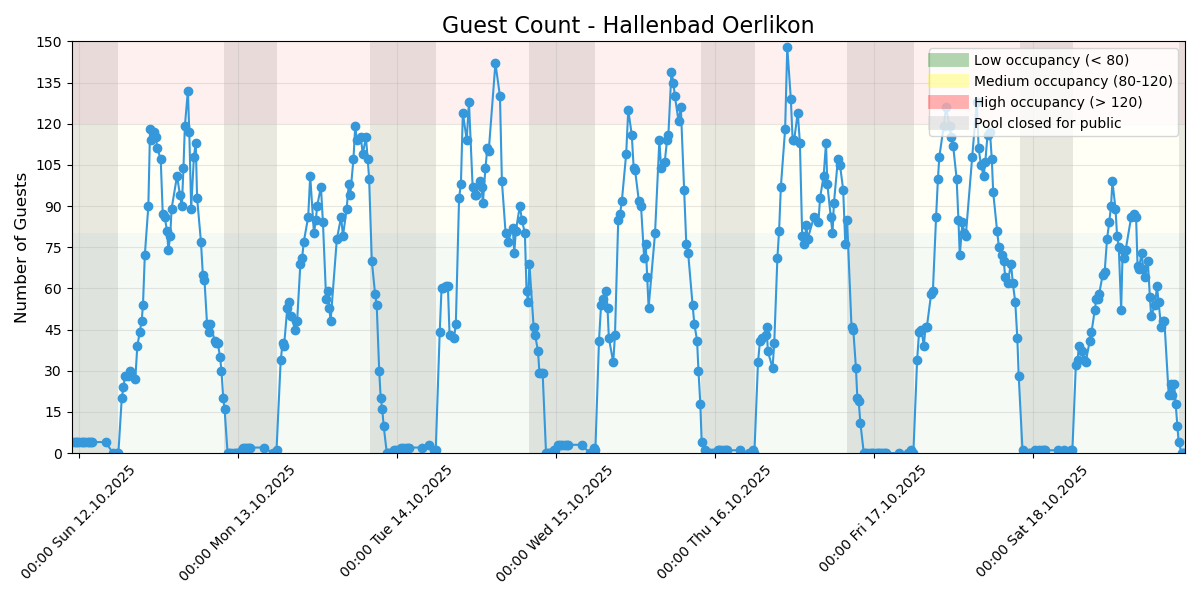 Guest Count - Hallenbad Oerlikon
Number of Guests
150
135
120
105
90
75
60
45
30
15
0
Low occupancy (< 80)
Medium occupancy (80-120)
High occupancy (> 120)
Pool closed for public
00:00 Sun 12.10.2025
00:00 Mon 13.10.2025
00:00 Tue 14.10.2025
00:00 Wed 15.10.2025
00:00 Thu 16.10.2025
00:00 Fri 17.10.2025
00:00 Sat 18.10.2025